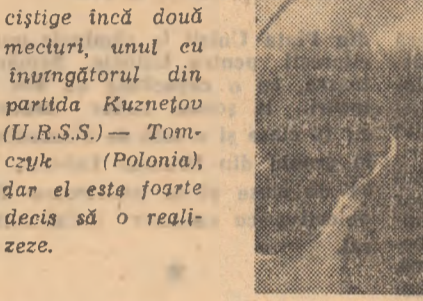 ciștige încă două
meciuri, unul cu
învingătorul din
partida Kuznețov
(U.R.S.S.) — Tom-
czyk (Polonia),
dar el este foarte
decis să o reali-
zeze.